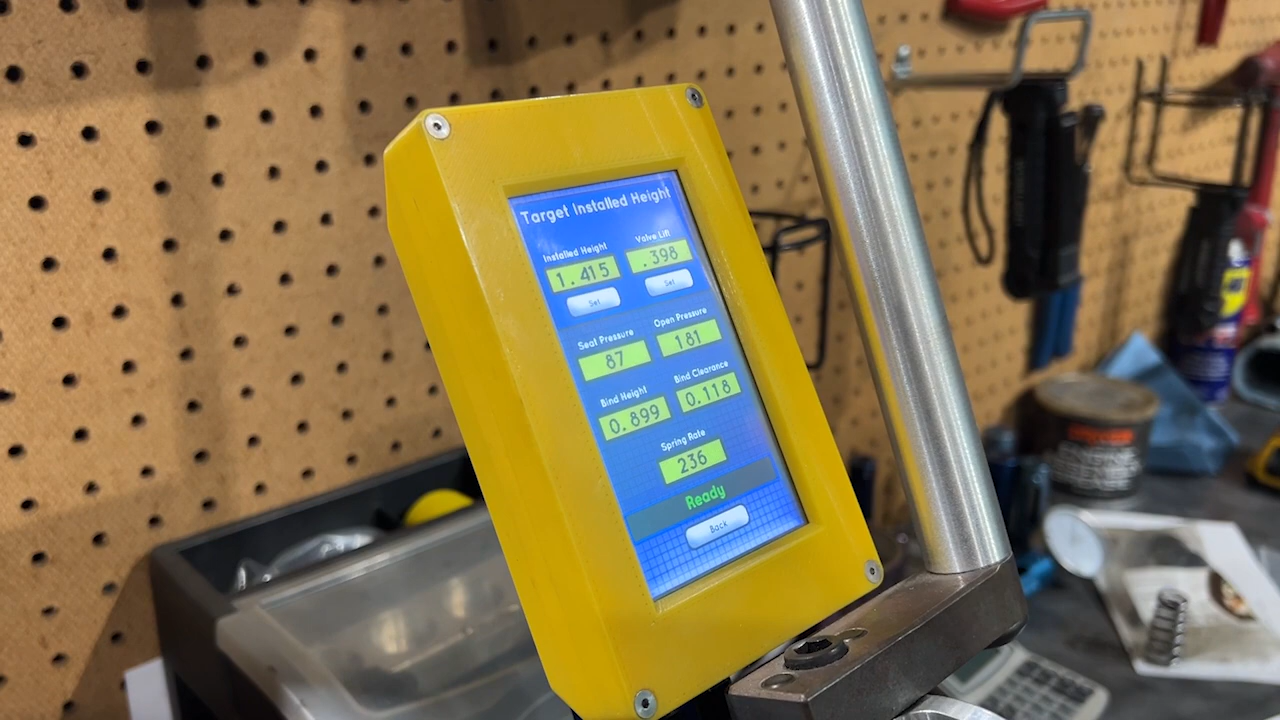 Target Installed Height
Installed Height Valve Lift
1.415 .398
Set Set
Seat Pressure Open Pressure
87 181
Bind Height Bind Clearance
0.899 0.118
Spring Rate
236
Ready
Back